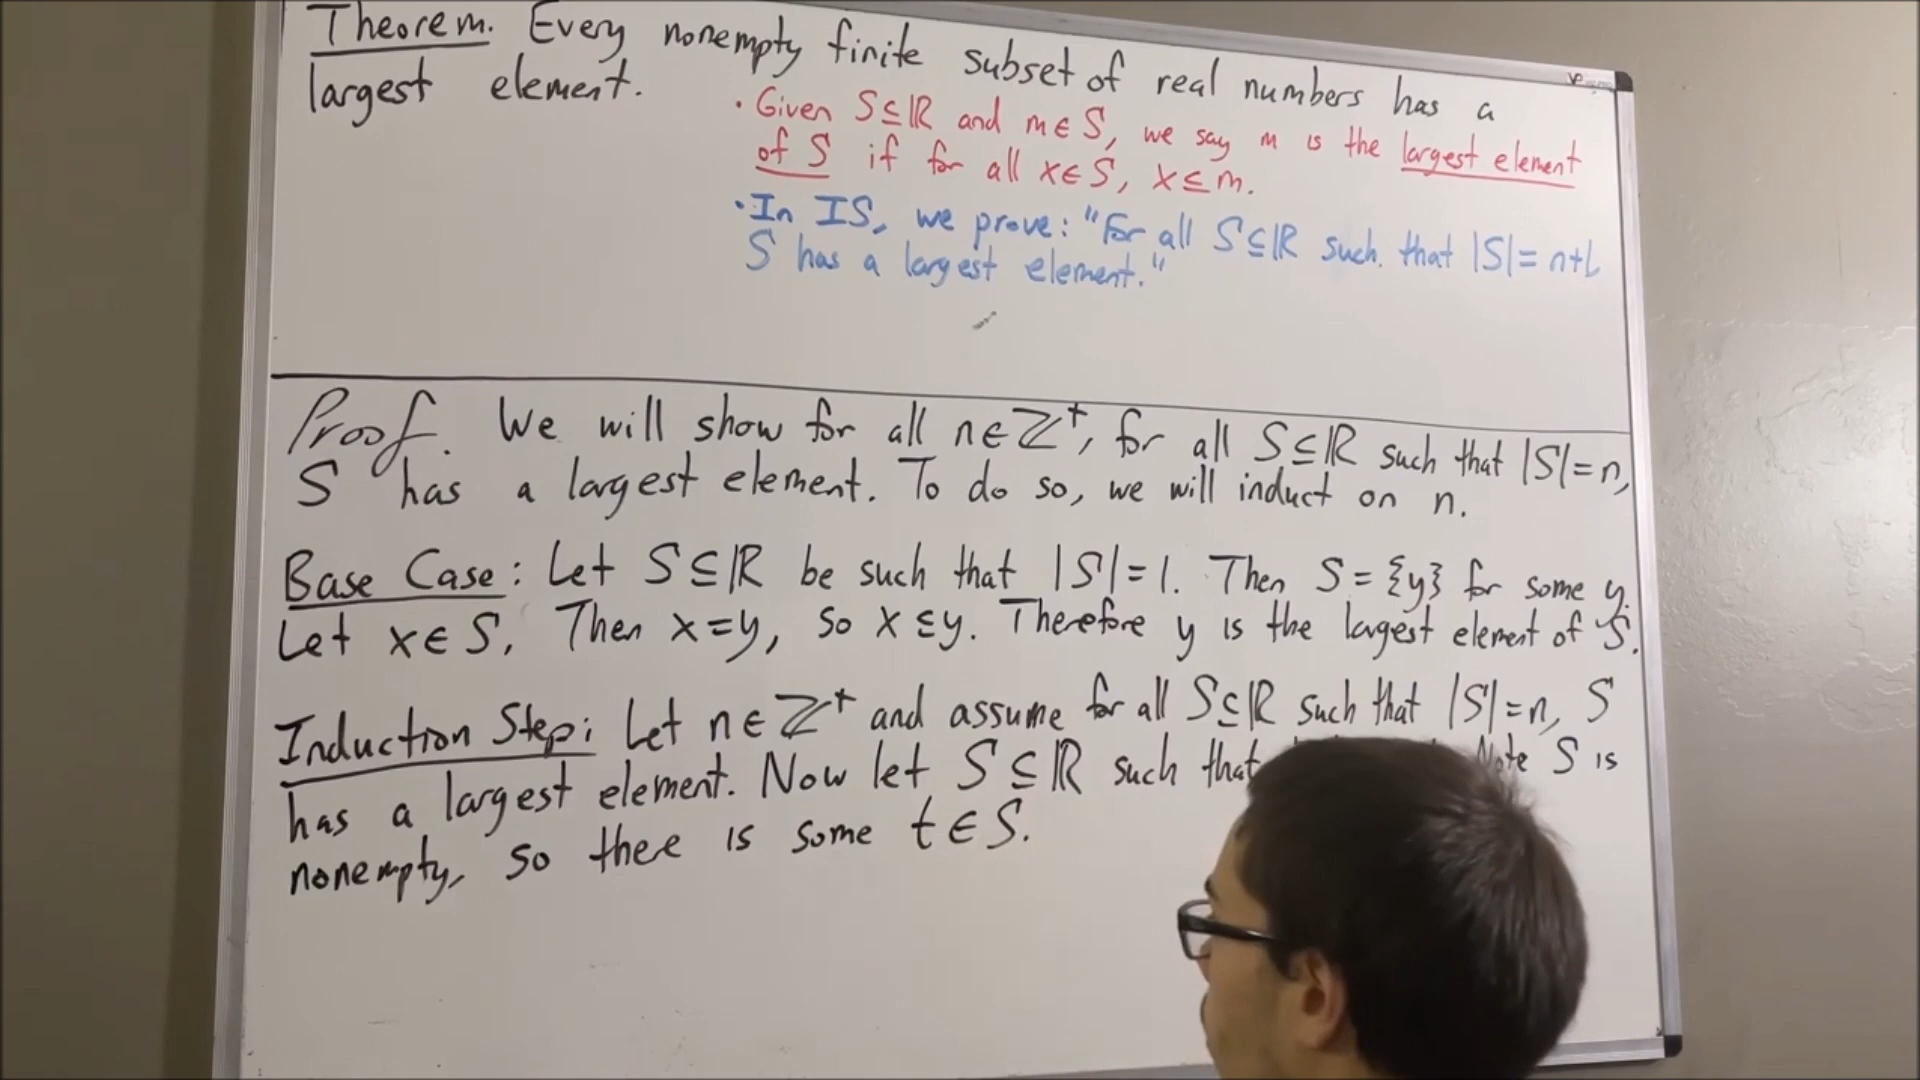 Theorem. Every nonempty finite subset of real numbers has a
largest element.
• Given S⊆ℝ and m∈S, we say m is the largest element
of S if for all x∈S, x≤m.
• In IS, we prove: "For all S⊆ℝ such that |S|=n+1
S has a largest element."
Proof. We will show for all n∈ℤ⁺, for all S⊆ℝ such that |S|=n,
S has a largest element. To do so, we will induct on n.
Base Case: Let S⊆ℝ be such that |S|=1. Then S={y} for some y.
Let x∈S. Then x=y, so x≤y. Therefore y is the largest element of S.
Induction Step: Let n∈ℤ⁺ and assume for all S⊆ℝ such that |S|=n, S
has a largest element. Now let S⊆ℝ such that Note S is
nonempty, so there is some t∈S.